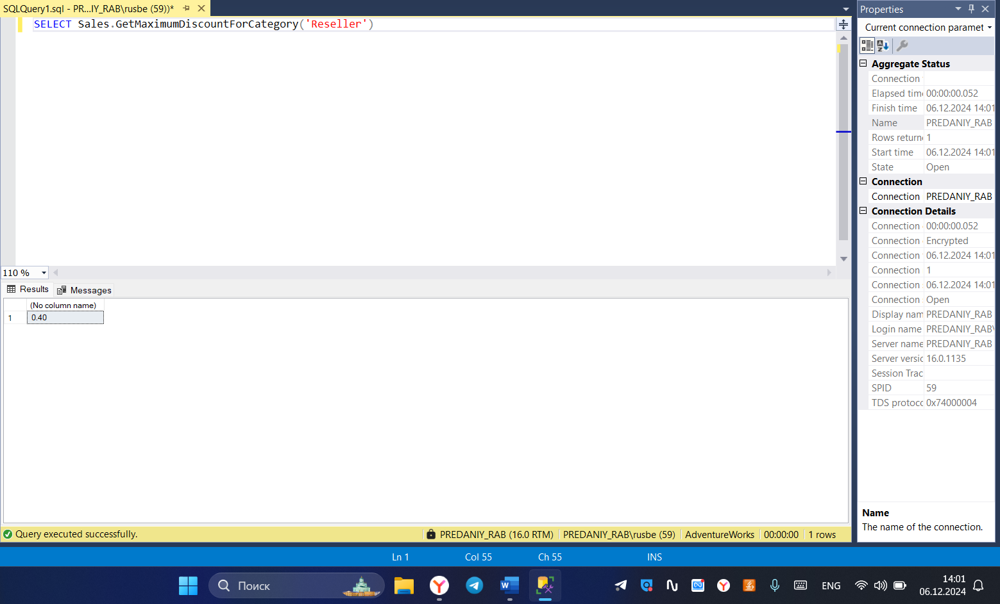 SQLQuery1.sql - PR...IY_RAB\rusbe (59))*
SELECT Sales.GetMaximumDiscountForCategory('Reseller')
110 %
Results
Messages
(No column name)
1 0.40
Query executed successfully.
PREDANIY_RAB (16.0 RTM)
PREDANIY_RAB\rusbe (59)
AdventureWorks
00:00:00
1 rows
Properties
Current connection paramet
Aggregate Status
Connection
Elapsed tim 00:00:00.052
Finish time 06.12.2024 14:01
Name PREDANIY_RAB
Rows return 1
Start time 06.12.2024 14:01
State Open
Connection
Connection PREDANIY_RAB
Connection Details
Connection 00:00:00.052
Connection Encrypted
Connection 06.12.2024 14:01
Connection 1
Connection 06.12.2024 14:01
Connection Open
Display nam PREDANIY_RAB
Login name PREDANIY_RAB\
Server name PREDANIY_RAB
Server versic 16.0.1135
Session Trac
SPID 59
TDS protocc 0x74000004
Name
The name of the connection.
Ln 1
Col 55
Ch 55
INS
Поиск
ENG
14:01
06.12.2024